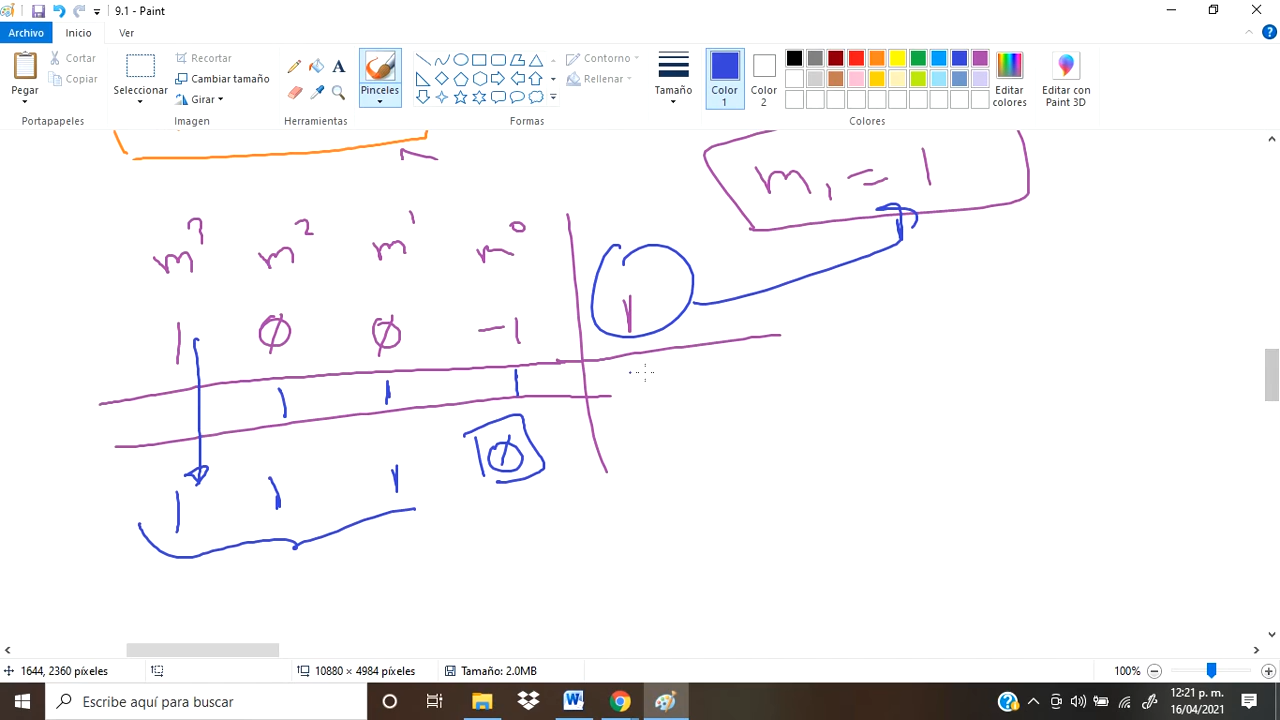 9.1 - Paint
Archivo Inicio Ver
Pegar
Cortar
Copiar
Portapapeles
Seleccionar
Recortar
Cambiar tamaño
Girar
Imagen
A
Herramientas
Pinceles
Contorno
Rellenar
Formas
Tamaño
Color 1
Color 2
Editar colores
Editar con Paint 3D
Colores
m₁ = 1
m³ m² m¹ m⁰
1 0 0 -1 1
1 1 1
1 1 1 0
1644, 2360 píxeles
10880 × 4984 píxeles
Tamaño: 2.0MB
100%
Escribe aquí para buscar
12:21 p. m.
16/04/2021